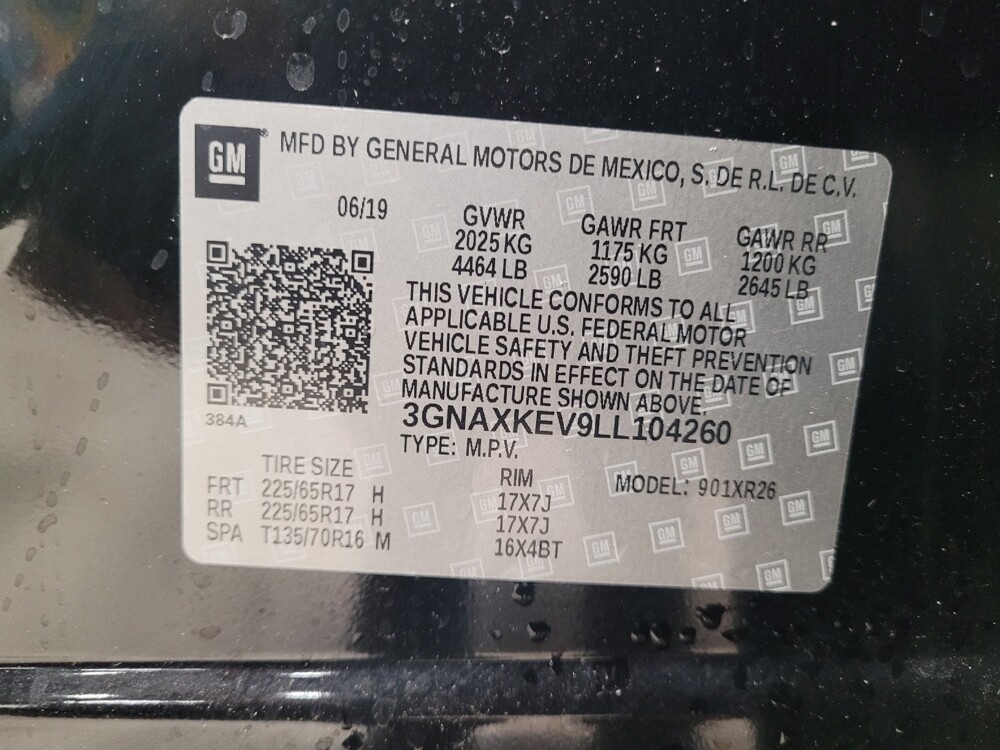 GM MFD BY GENERAL MOTORS DE MEXICO, S. DE R.L. DE C.V.
06/19
GVWR GAWR FRT GAWR RR
2025 KG 1175 KG 1200 KG
4464 LB 2590 LB 2645 LB
THIS VEHICLE CONFORMS TO ALL
APPLICABLE U.S. FEDERAL MOTOR
VEHICLE SAFETY AND THEFT PREVENTION
STANDARDS IN EFFECT ON THE DATE OF
MANUFACTURE SHOWN ABOVE.
384A
3GNAXKEV9LL104260
TYPE: M.P.V.
TIRE SIZE RIM MODEL: 901XR26
FRT 225/65R17 H 17X7J
RR 225/65R17 H 17X7J
SPA T135/70R16 M 16X4BT